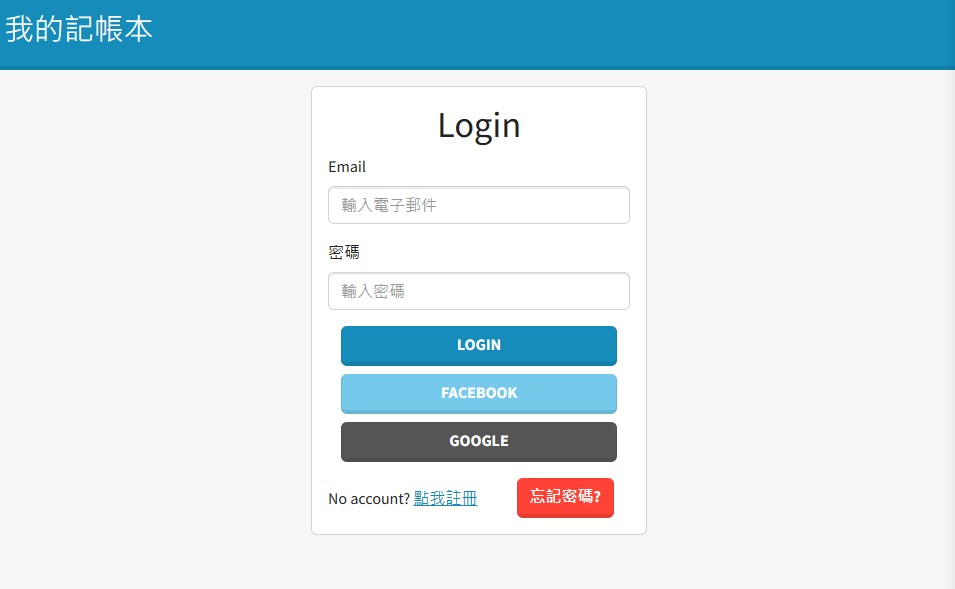 我的記帳本
Login
Email
輸入電子郵件
密碼
輸入密碼
LOGIN
FACEBOOK
GOOGLE
No account? 點我註冊
忘記密碼?